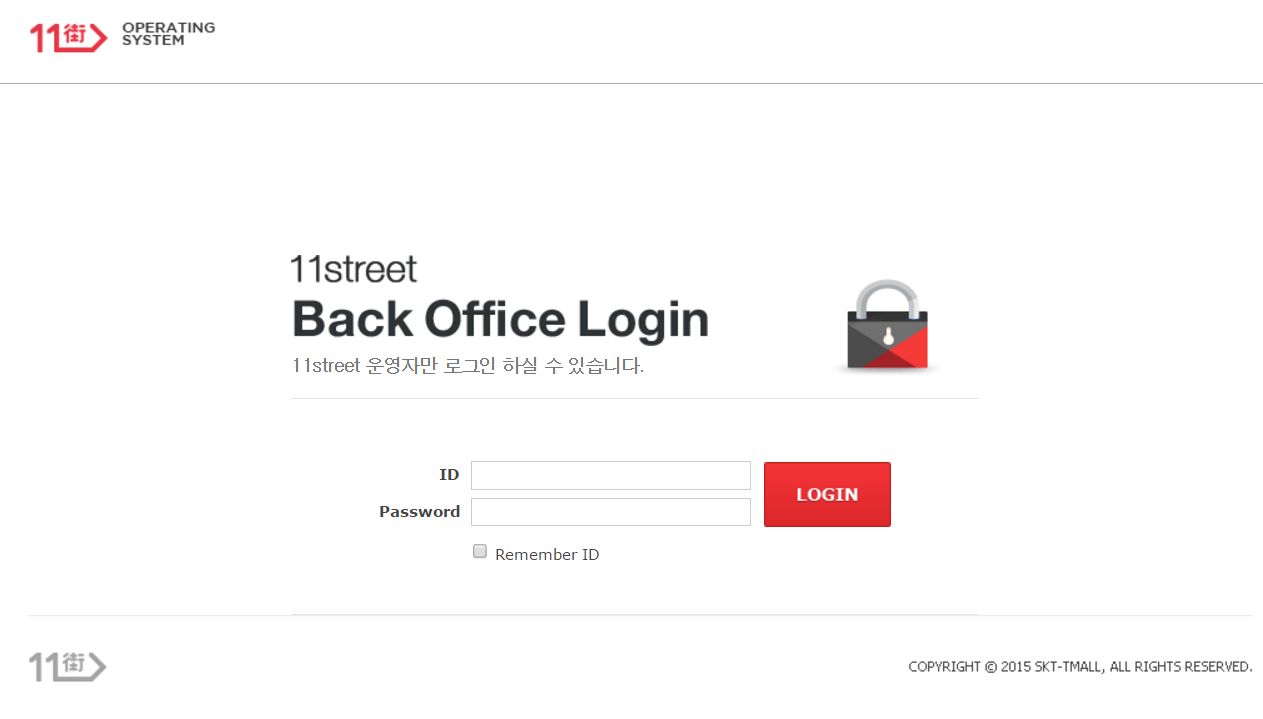 11街
OPERATING
SYSTEM
11street
Back Office Login
11street 운영자만 로그인 하실 수 있습니다.
ID
LOGIN
Password
Remember ID
11街
COPYRIGHT © 2015 SKT-TMALL, ALL RIGHTS RESERVED.